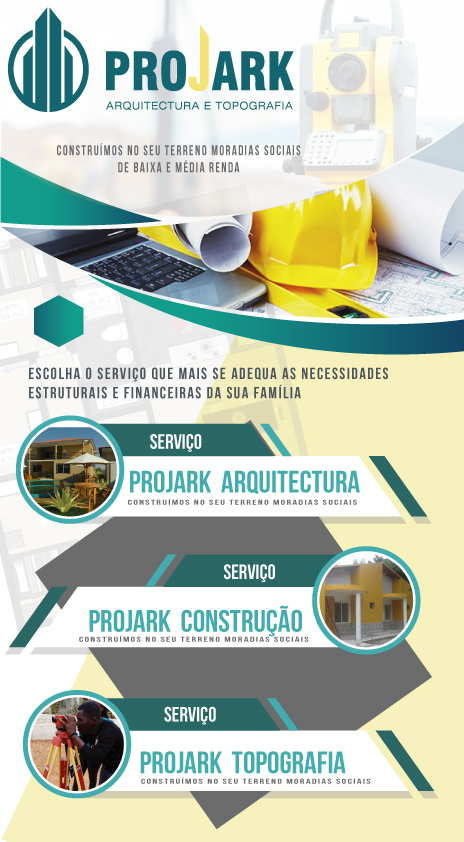 PROJARK
ARQUITECTURA E TOPOGRAFIA
CONSTRUÍMOS NO SEU TERRENO MORADIAS SOCIAIS
DE BAIXA E MÉDIA RENDA
ESCOLHA O SERVIÇO QUE MAIS SE ADEQUA AS NECESSIDADES
ESTRUTURAIS E FINANCEIRAS DA SUA FAMÍLIA
SERVIÇO
PROJARK ARQUITECTURA
CONSTRUÍMOS NO SEU TERRENO MORADIAS SOCIAIS
SERVIÇO
PROJARK CONSTRUÇÃO
CONSTRUÍMOS NO SEU TERRENO MORADIAS SOCIAIS
SERVIÇO
PROJARK TOPOGRAFIA
CONSTRUÍMOS NO SEU TERRENO MORADIAS SOCIAIS